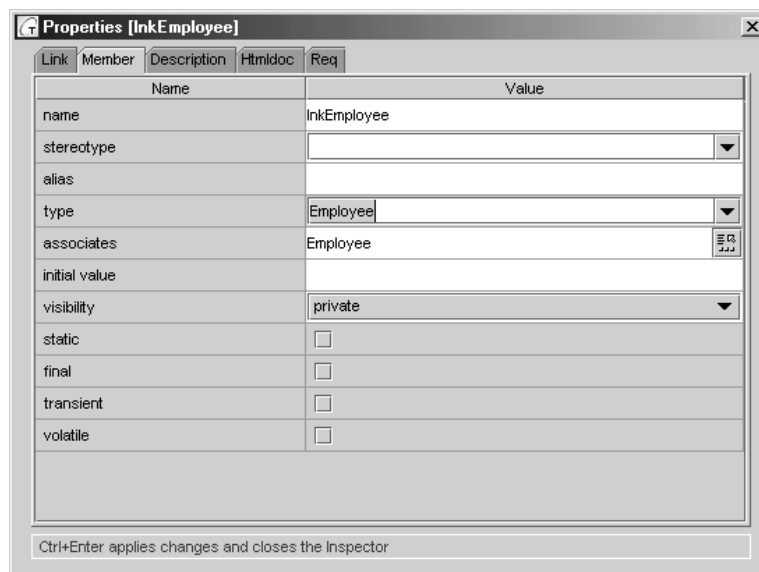 Properties [lnkEmployee]
Link Member Description Htmldoc Req
Name Value
name lnkEmployee
stereotype
alias
type Employee
associates Employee
initial value
visibility private
static
final
transient
volatile
Ctrl+Enter applies changes and closes the Inspector